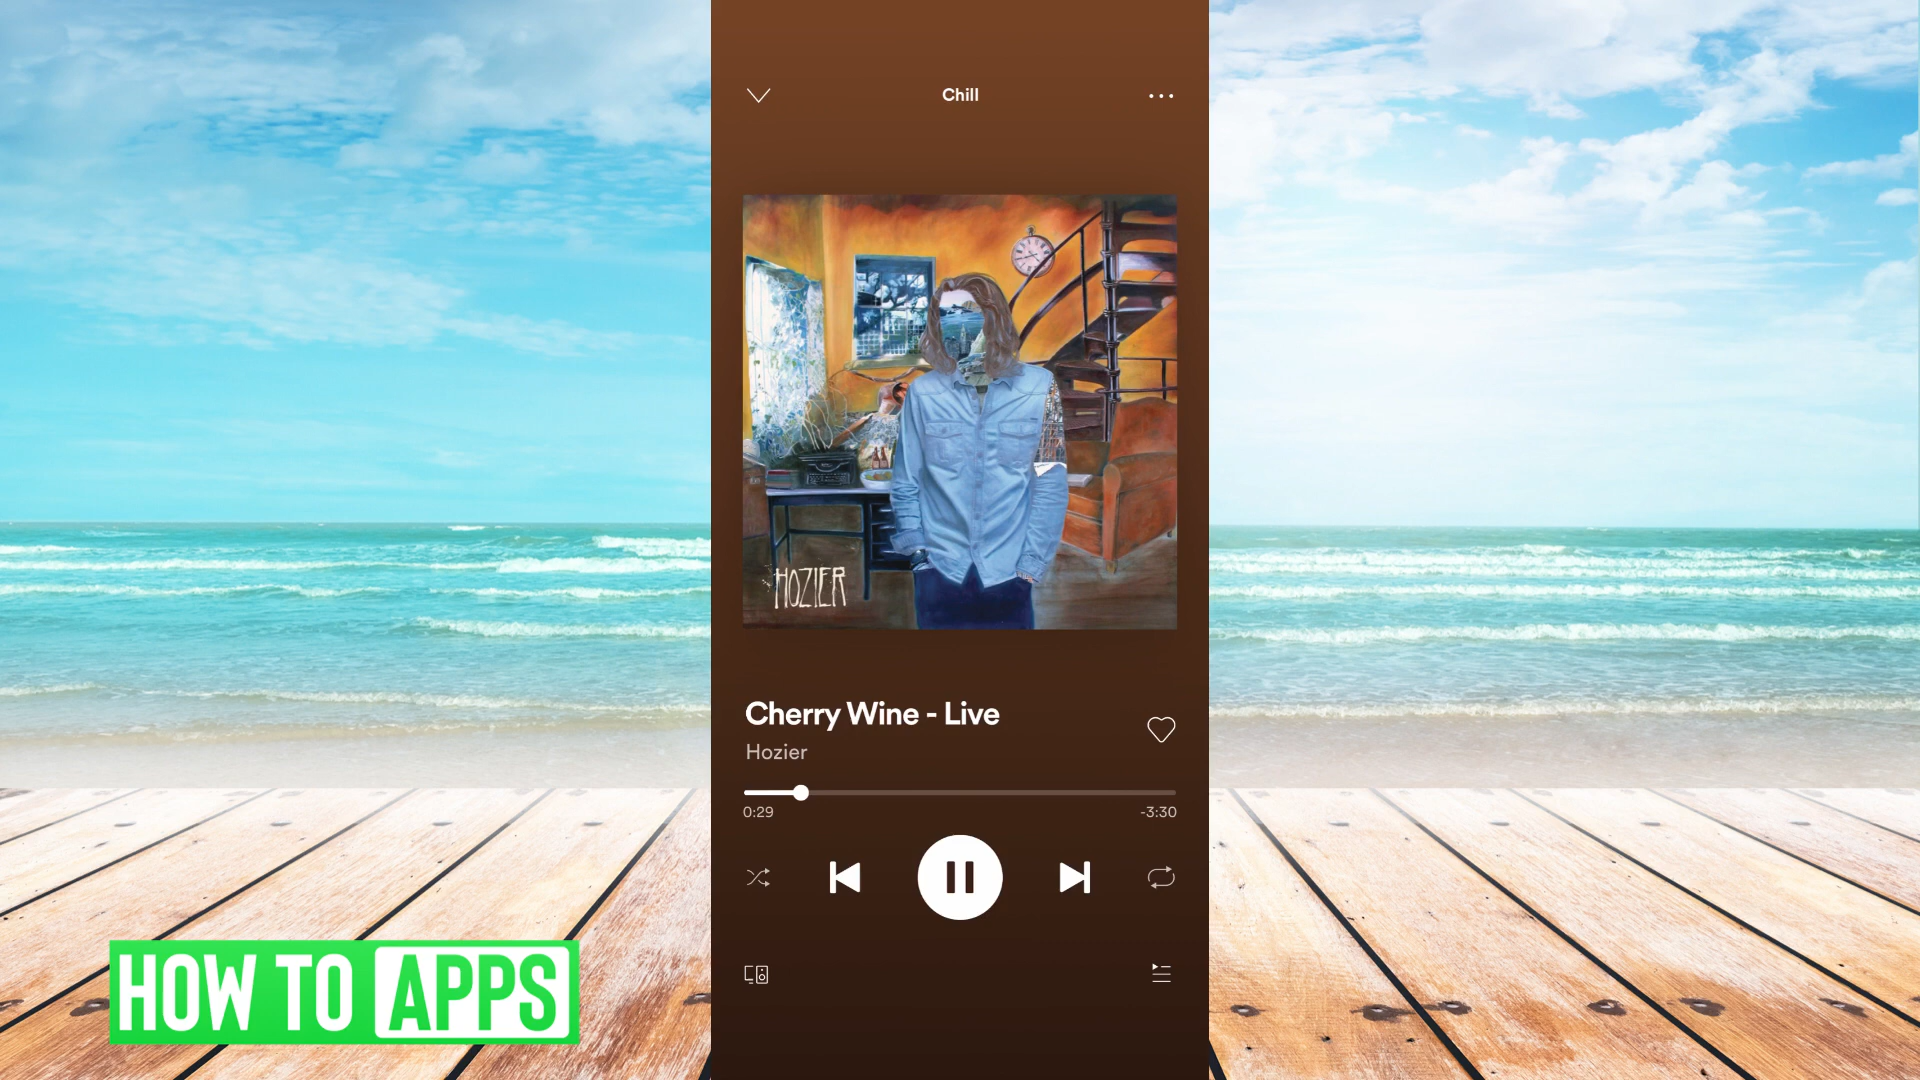 Chill
HOZIER
Cherry Wine - Live
Hozier
0:29
-3:30
HOW TO APPS